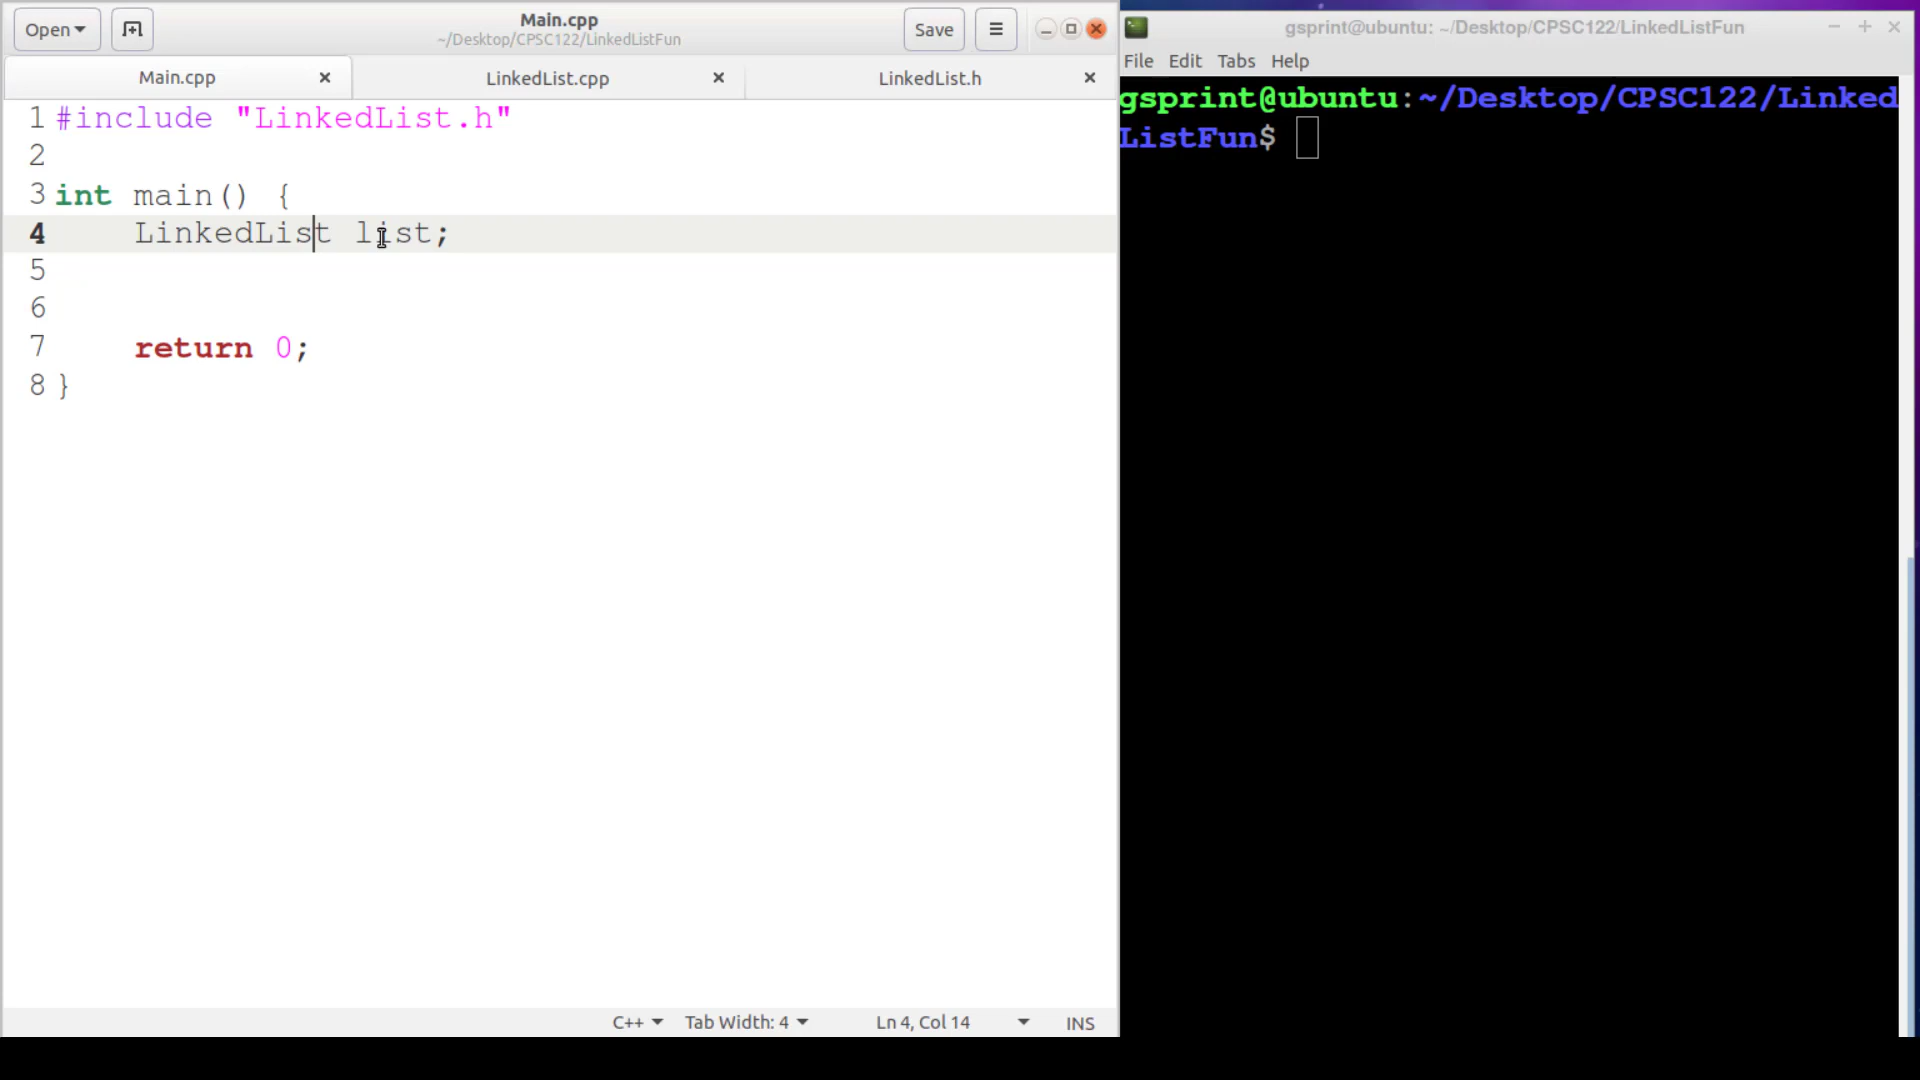 Open
Main.cpp
~/Desktop/CPSC122/LinkedListFun
Save
Main.cpp
LinkedList.cpp
LinkedList.h
1 #include "LinkedList.h"
2
3 int main() {
4     LinkedList list;
5
6
7     return 0;
8 }
C++ Tab Width: 4 Ln 4, Col 14 INS
gsprint@ubuntu: ~/Desktop/CPSC122/LinkedListFun
File Edit Tabs Help
gsprint@ubuntu:~/Desktop/CPSC122/Linked
ListFun$